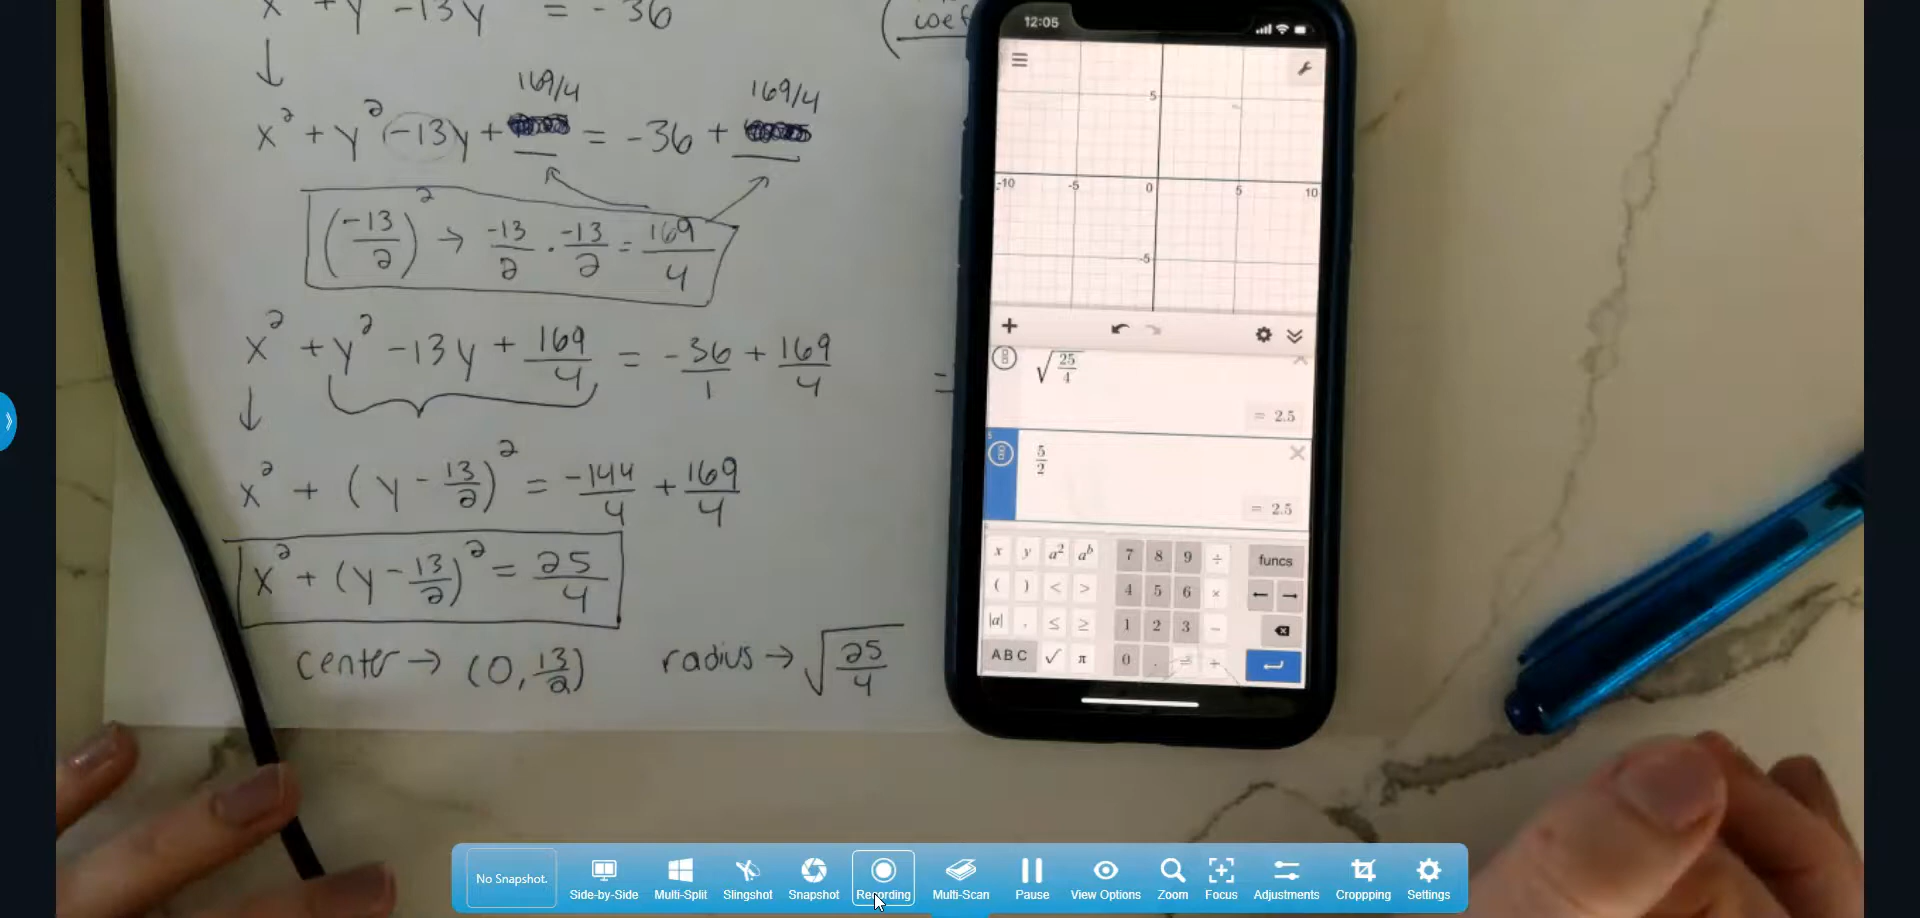 x² + y² -13y = -36
(coef
169/4 169/4
x² + y² -13y + = -36 +
(-13/2)² → -13/2 · -13/2 = 169/4
x² + y² -13y + 169/4 = -36/1 + 169/4 =
x² + (y - 13/2)² = -144/4 + 169/4
x² + (y - 13/2)² = 25/4
center → (0, 13/2) radius → √25/4
12:05
5
-10 -5 0 5 10
-5
√25/4
= 2.5
5
5/2
= 2.5
x y a² aᵇ 7 8 9 ÷ funcs
( ) < > 4 5 6 × ← →
|a| , ≤ ≥ 1 2 3 −
A B C √ π 0 . = +
No Snapshot.
Side-by-Side Multi-Split Slingshot Snapshot Recording Multi-Scan Pause View Options Zoom Focus Adjustments Croppping Settings